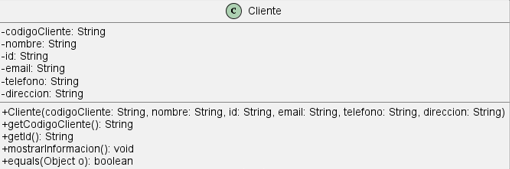 C Cliente
-codigoCliente: String
-nombre: String
-id: String
-email: String
-telefono: String
-direccion: String
+Cliente(codigoCliente: String, nombre: String, id: String, email: String, telefono: String, direccion: String)
+getCodigoCliente(): String
+getId(): String
+mostrarInformacion(): void
+equals(Object o): boolean